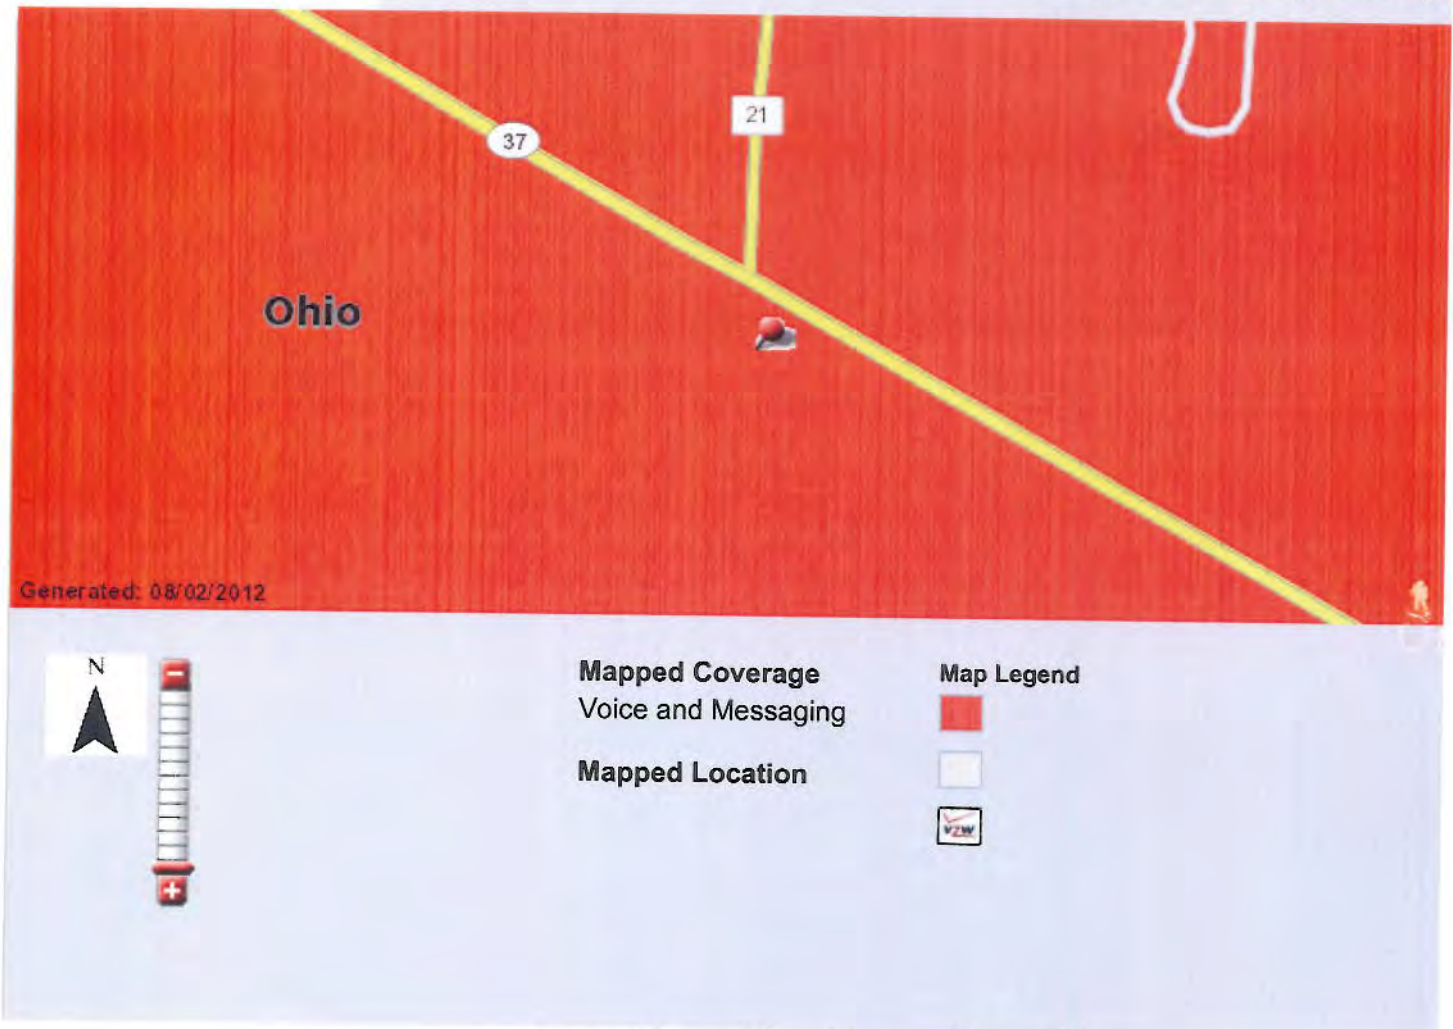 21
37
Ohio
Generated: 08/02/2012
N
Mapped Coverage
Map Legend
Voice and Messaging
Mapped Location
vzw